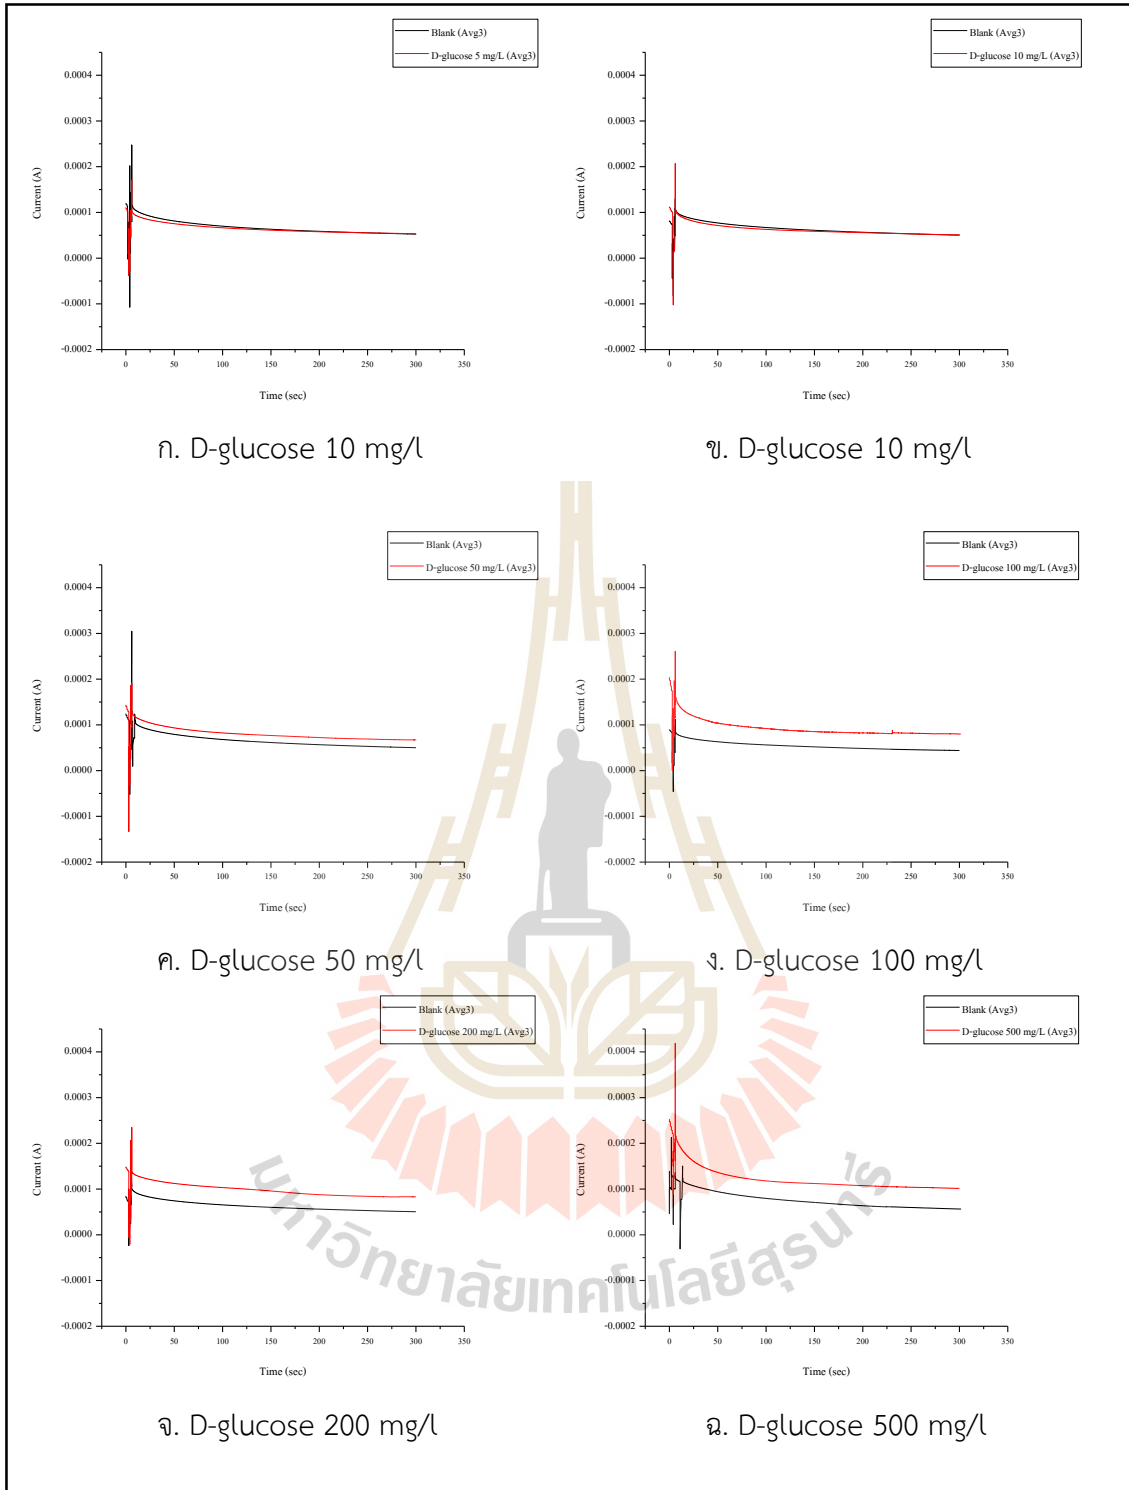 Blank (Avg3)
D-glucose 5 mg/L (Avg3)
0.0004
0.0003
0.0002
0.0001
0.0000
-0.0001
-0.0002
Current (A)
0 50 100 150 200 250 300 350
Time (sec)
ก. D-glucose 10 mg/l
Blank (Avg3)
D-glucose 10 mg/L (Avg3)
0.0004
0.0003
0.0002
0.0001
0.0000
-0.0001
-0.0002
Current (A)
0 50 100 150 200 250 300 350
Time (sec)
ข. D-glucose 10 mg/l
Blank (Avg3)
D-glucose 50 mg/L (Avg3)
0.0004
0.0003
0.0002
0.0001
0.0000
-0.0001
-0.0002
Current (A)
0 50 100 150 200 250 300 350
Time (sec)
ค. D-glucose 50 mg/l
Blank (Avg3)
D-glucose 100 mg/L (Avg3)
0.0004
0.0003
0.0002
0.0001
0.0000
-0.0001
-0.0002
Current (A)
0 50 100 150 200 250 300 350
Time (sec)
ง. D-glucose 100 mg/l
Blank (Avg3)
D-glucose 200 mg/L (Avg3)
0.0004
0.0003
0.0002
0.0001
0.0000
-0.0001
-0.0002
Current (A)
0 50 100 150 200 250 300 350
Time (sec)
จ. D-glucose 200 mg/l
Blank (Avg3)
D-glucose 500 mg/L (Avg3)
0.0004
0.0003
0.0002
0.0001
0.0000
-0.0001
-0.0002
Current (A)
0 50 100 150 200 250 300 350
Time (sec)
ฉ. D-glucose 500 mg/l
มหาวิทยาลัยเทคโนโลยีสุรนารี